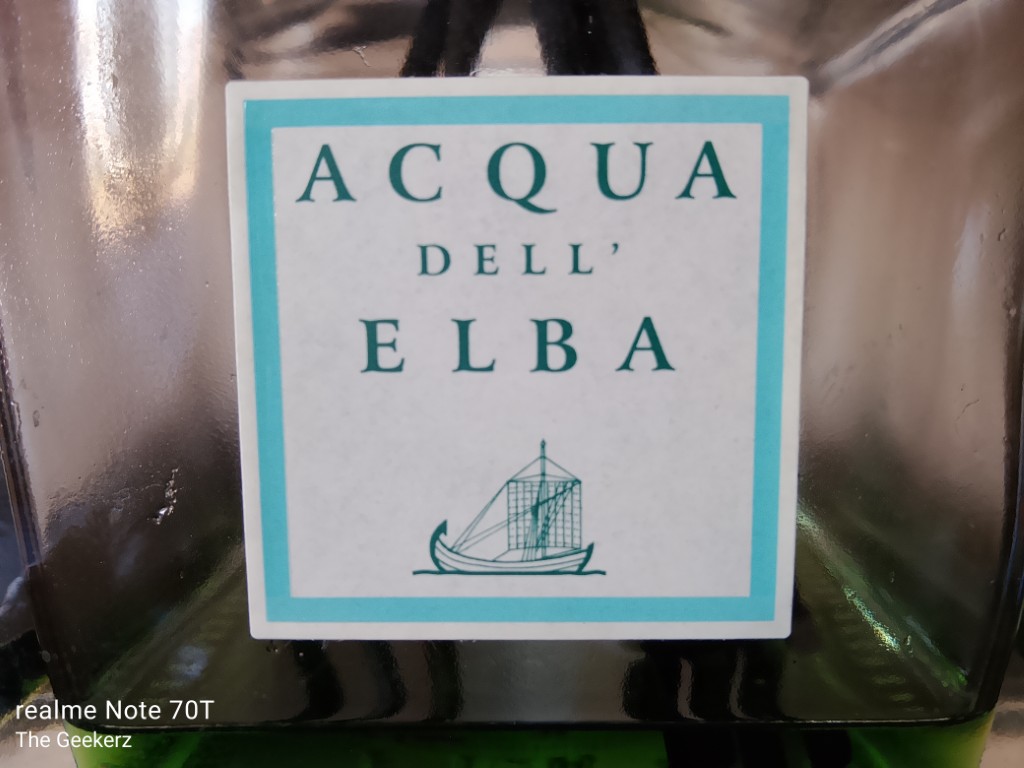 ACQUA
DELL'
ELBA
realme Note 70T
The Geekerz